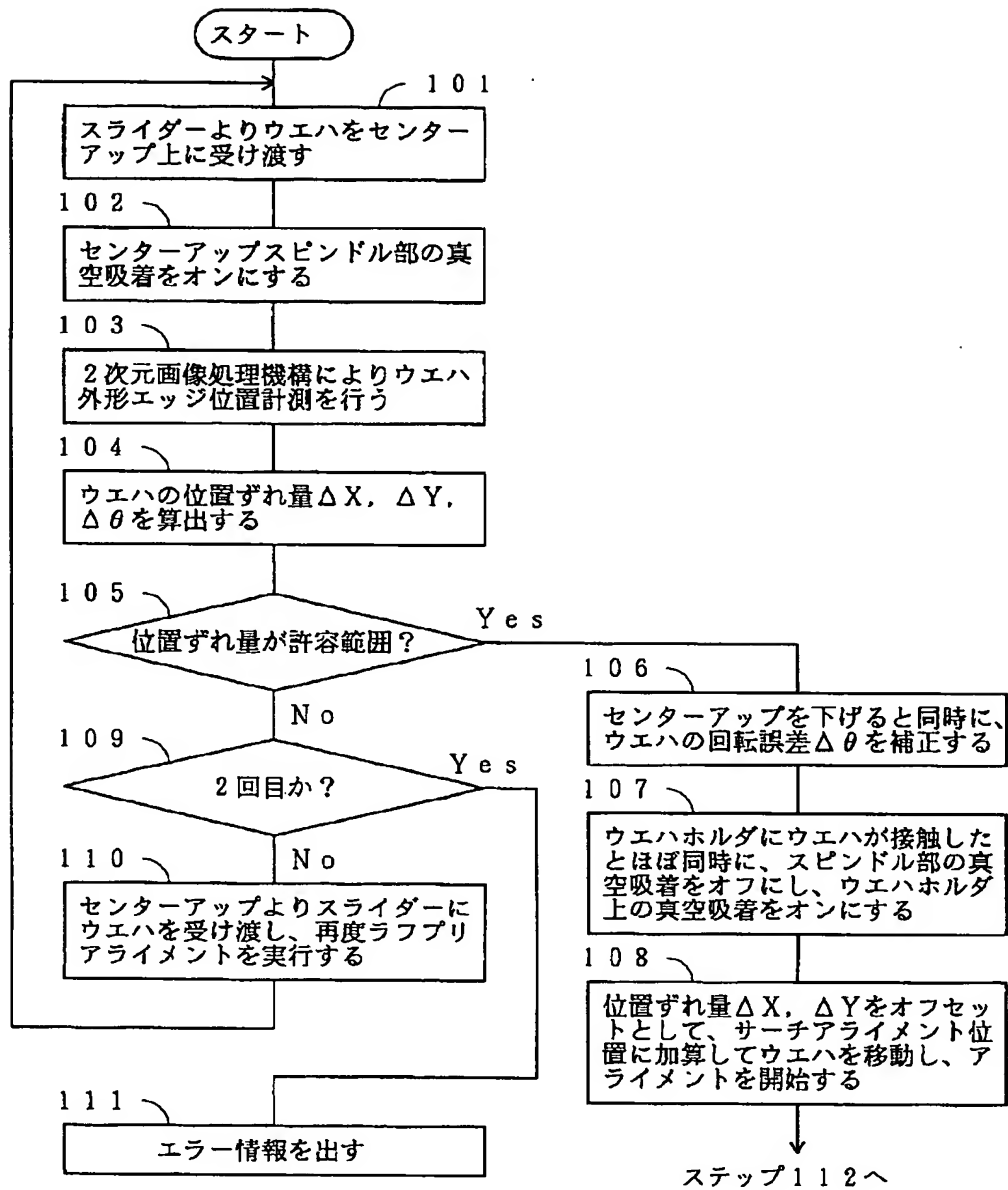 スタート
101
スライダーよりウエハをセンター
アップ上に受け渡す
102
センターアップスピンドル部の真
空吸着をオンにする
103
2次元画像処理機構によりウエハ
外形エッジ位置計測を行う
104
ウエハの位置ずれ量ΔX, ΔY,
Δθを算出する
105
位置ずれ量が許容範囲?
Yes
No
109
2回目か?
Yes
No
110
センターアップよりスライダーに
ウエハを受け渡し、再度ラフプリ
アライメントを実行する
111
エラー情報を出す
106
センターアップを下げると同時に、
ウエハの回転誤差Δθを補正する
107
ウエハホルダにウエハが接触した
とほぼ同時に、スピンドル部の真
空吸着をオフにし、ウエハホルダ
上の真空吸着をオンにする
108
位置ずれ量ΔX, ΔYをオフセッ
トとして、サーチアライメント位
置に加算してウエハを移動し、ア
ライメントを開始する
ステップ112へ